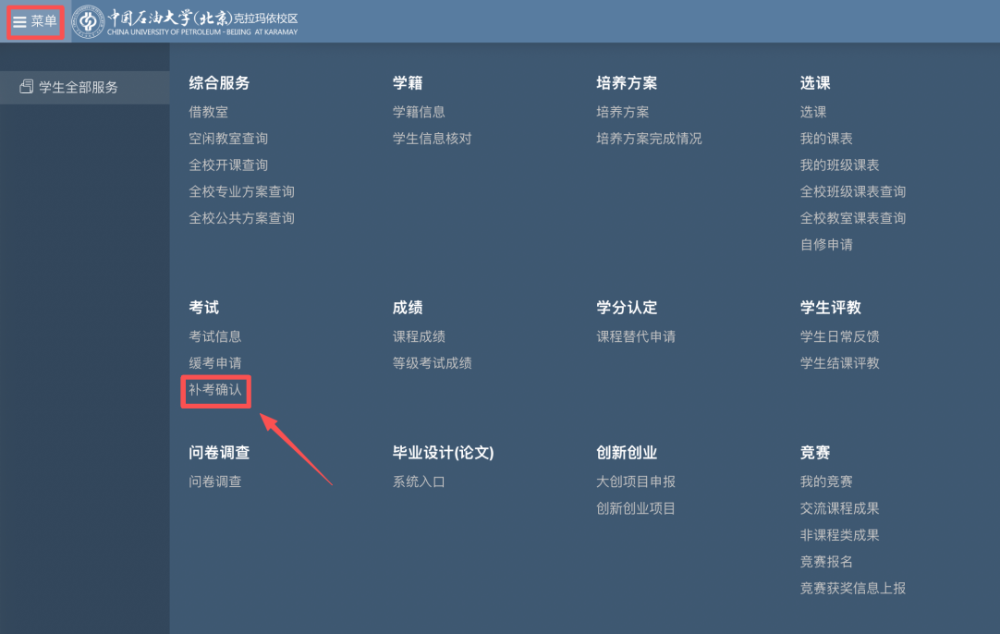 菜单
中国石油大学(北京)克拉玛依校区
CHINA UNIVERSITY OF PETROLEUM - BEIJING AT KARAMAY
学生全部服务
综合服务
借教室
空闲教室查询
全校开课查询
全校专业方案查询
全校公共方案查询
学籍
学籍信息
学生信息核对
培养方案
培养方案
培养方案完成情况
选课
选课
我的课表
我的班级课表
全校班级课表查询
全校教室课表查询
自修申请
考试
考试信息
缓考申请
补考确认
成绩
课程成绩
等级考试成绩
学分认定
课程替代申请
学生评教
学生日常反馈
学生结课评教
问卷调查
问卷调查
毕业设计(论文)
系统入口
创新创业
大创项目申报
创新创业项目
竞赛
我的竞赛
交流课程成果
非课程类成果
竞赛报名
竞赛获奖信息上报